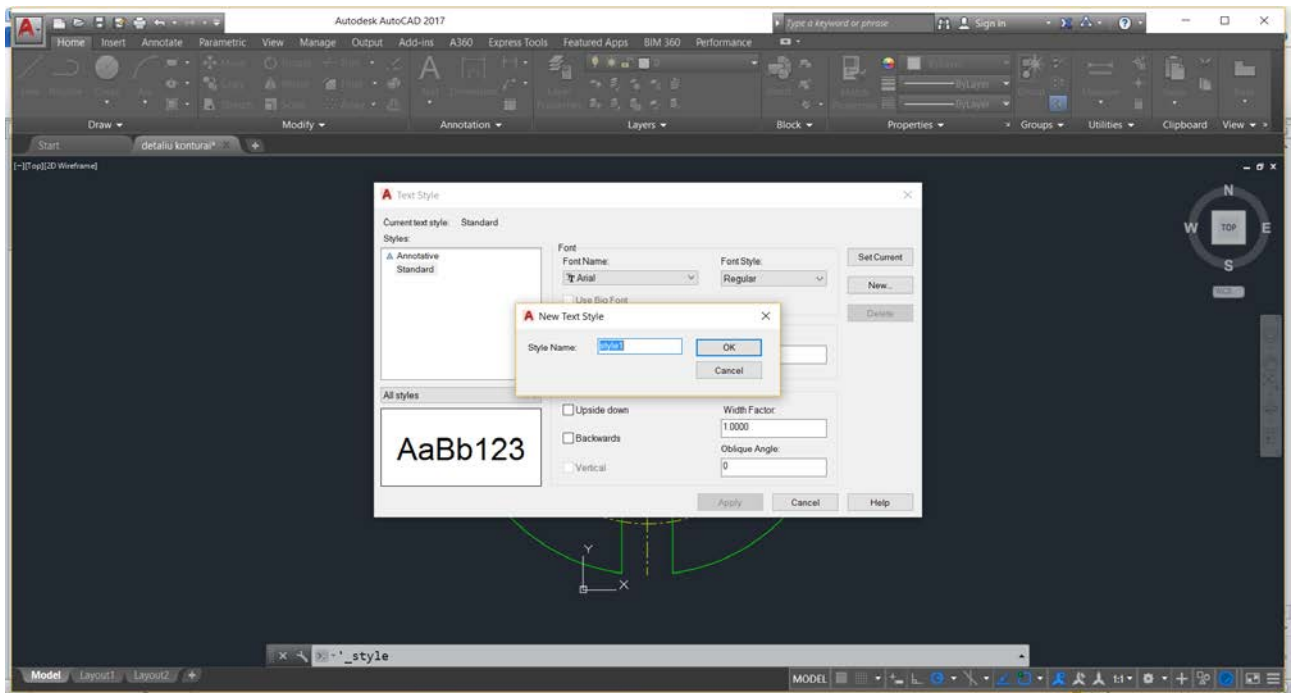 Autodesk AutoCAD 2017
Type a keyword or phrase
Sign In
Home Insert Annotate Parametric View Manage Output Add-ins A360 Express Tools Featured Apps BIM 360 Performance
Draw Modify Annotation Layers Block Properties Groups Utilities Clipboard View
Start detaliu konturai*
[-][Top][2D Wireframe]
N
W TOP E
S
WCS
Text Style
Current text style: Standard
Styles:
Annotative
Standard
Font
Font Name:
Arial
Font Style:
Regular
Use Big Font
Set Current
New...
Delete
New Text Style
Style Name: style1
OK
Cancel
All styles
AaBb123
Upside down
Backwards
Vertical
Width Factor:
1.0000
Oblique Angle:
0
Apply Cancel Help
Y
X
'_style
Model Layout1 Layout2
MODEL
1:1